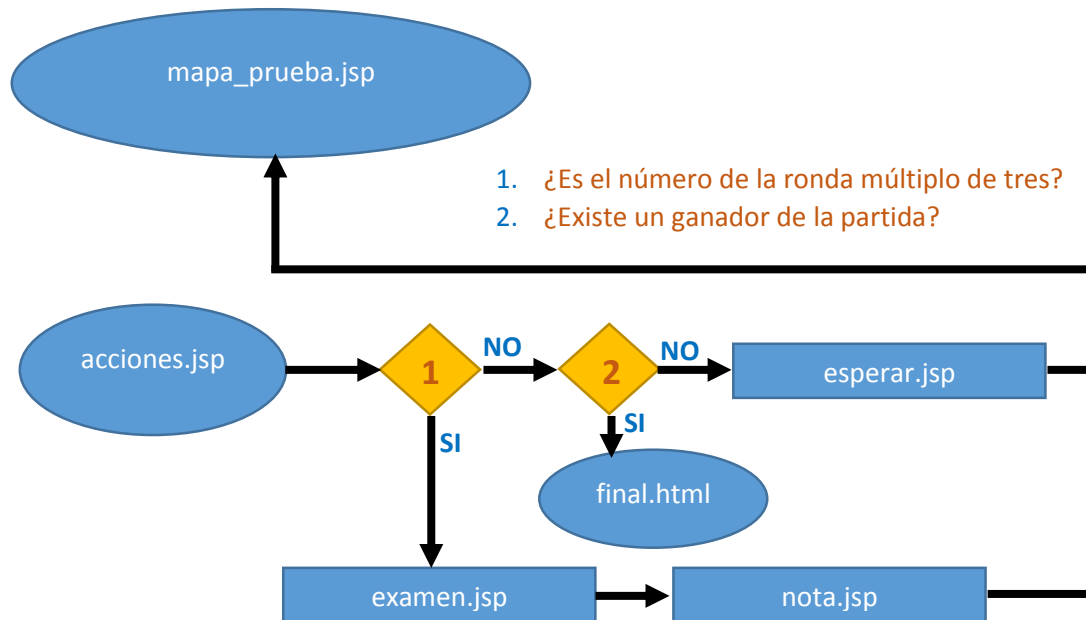 mapa_prueba.jsp
1. ¿Es el número de la ronda múltiplo de tres?
2. ¿Existe un ganador de la partida?
acciones.jsp
1
NO
2
NO
esperar.jsp
SI
SI
final.html
examen.jsp
nota.jsp